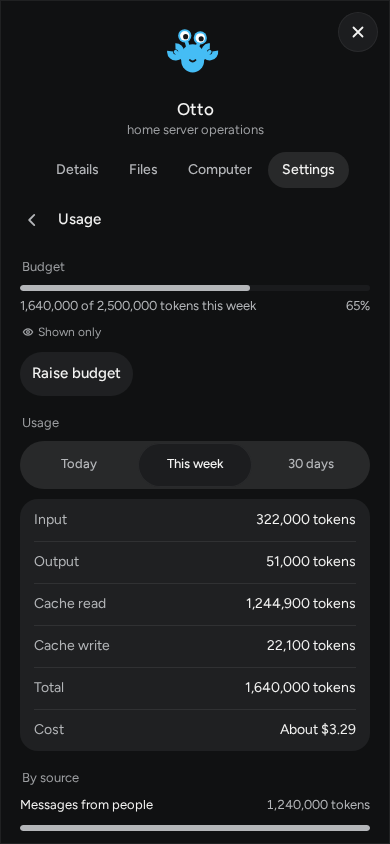 Otto
home server operations
Details Files Computer Settings
Usage
Budget
1,640,000 of 2,500,000 tokens this week 65%
Shown only
Raise budget
Usage
Today This week 30 days
Input 322,000 tokens
Output 51,000 tokens
Cache read 1,244,900 tokens
Cache write 22,100 tokens
Total 1,640,000 tokens
Cost About $3.29
By source
Messages from people 1,240,000 tokens